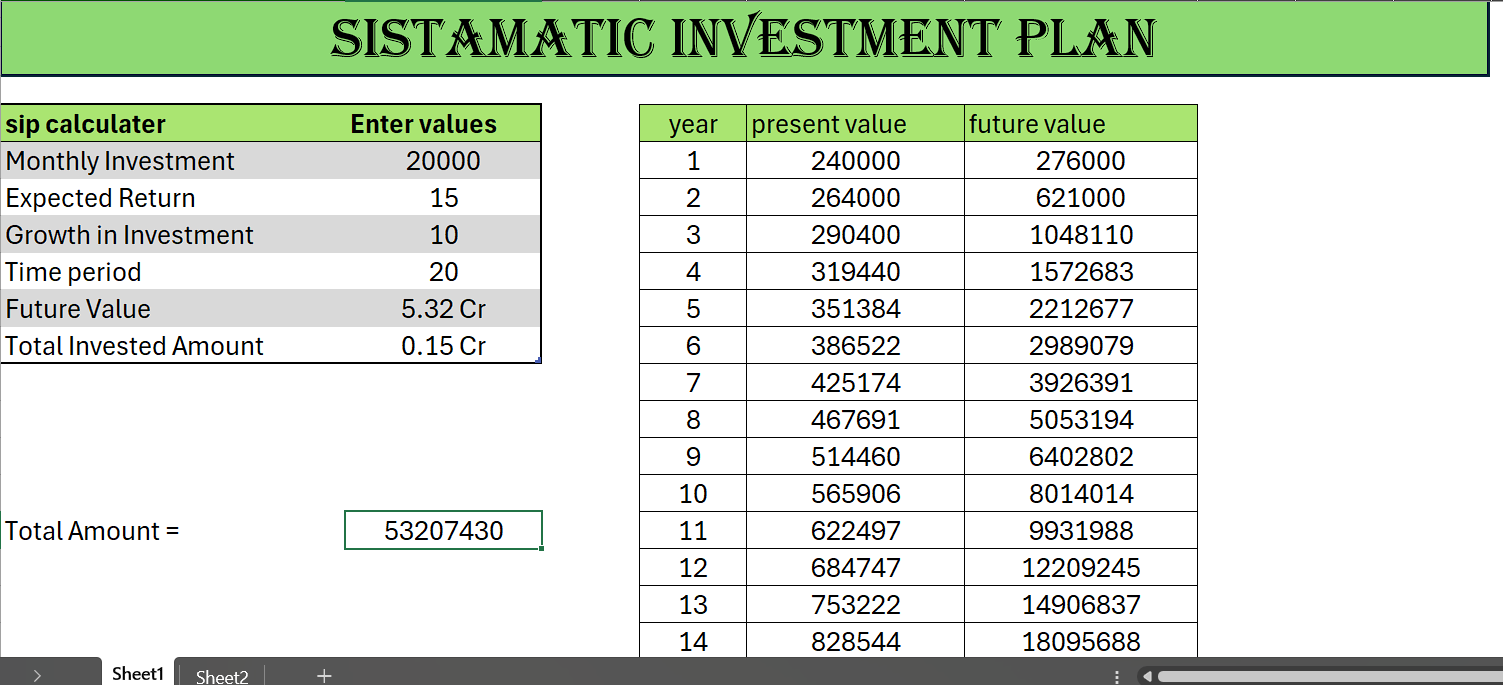 SISTAMATIC INVESTMENT PLAN
sip calculater Enter values
Monthly Investment 20000
Expected Return 15
Growth in Investment 10
Time period 20
Future Value 5.32 Cr
Total Invested Amount 0.15 Cr
Total Amount = 53207430
year present value future value
1 240000 276000
2 264000 621000
3 290400 1048110
4 319440 1572683
5 351384 2212677
6 386522 2989079
7 425174 3926391
8 467691 5053194
9 514460 6402802
10 565906 8014014
11 622497 9931988
12 684747 12209245
13 753222 14906837
14 828544 18095688
Sheet1 Sheet2